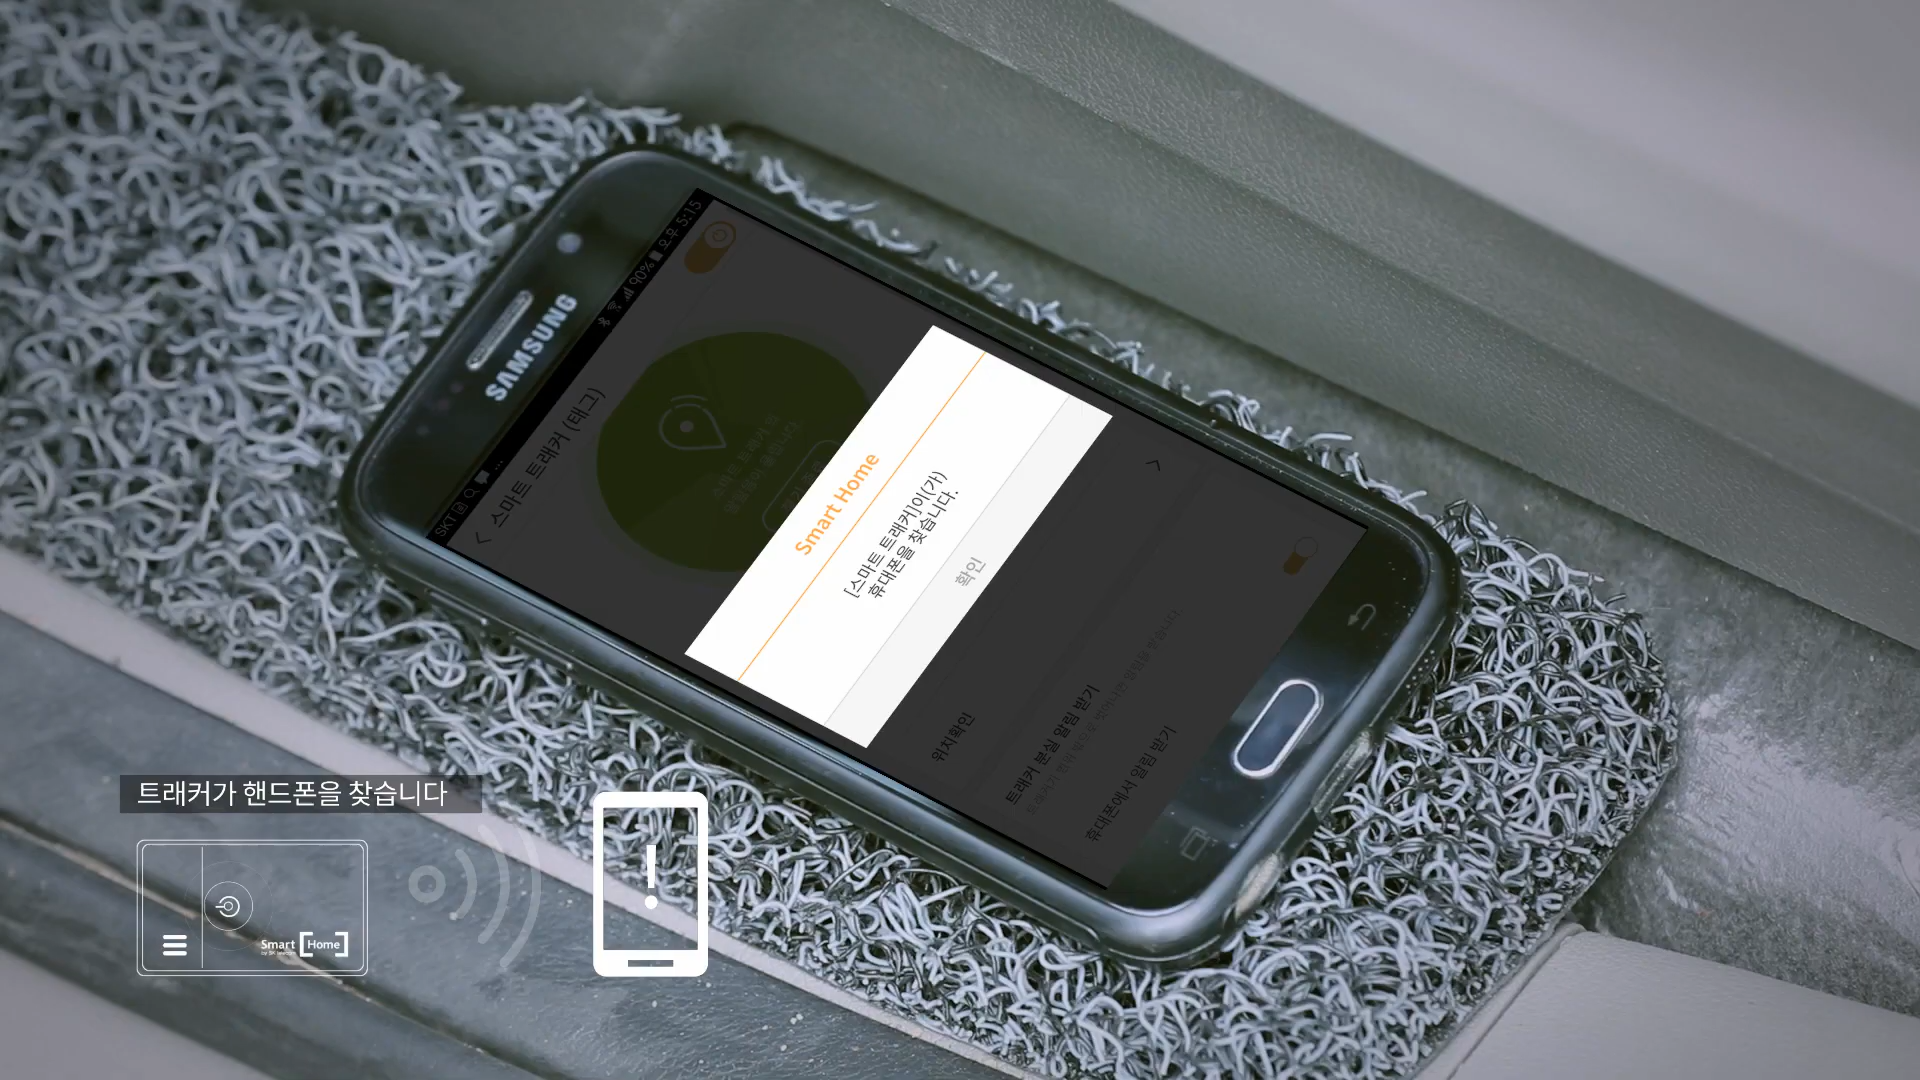 SAMSUNG
SKT
90% 오후 5:15
스마트 트래커 (태그)
Smart Home
[스마트 트래커]이(가)
휴대폰을 찾습니다.
확인
위치확인
트래커 분실 알림 받기
휴대폰에서 알림 받기
트래커가 핸드폰을 찾습니다
Smart [Home]